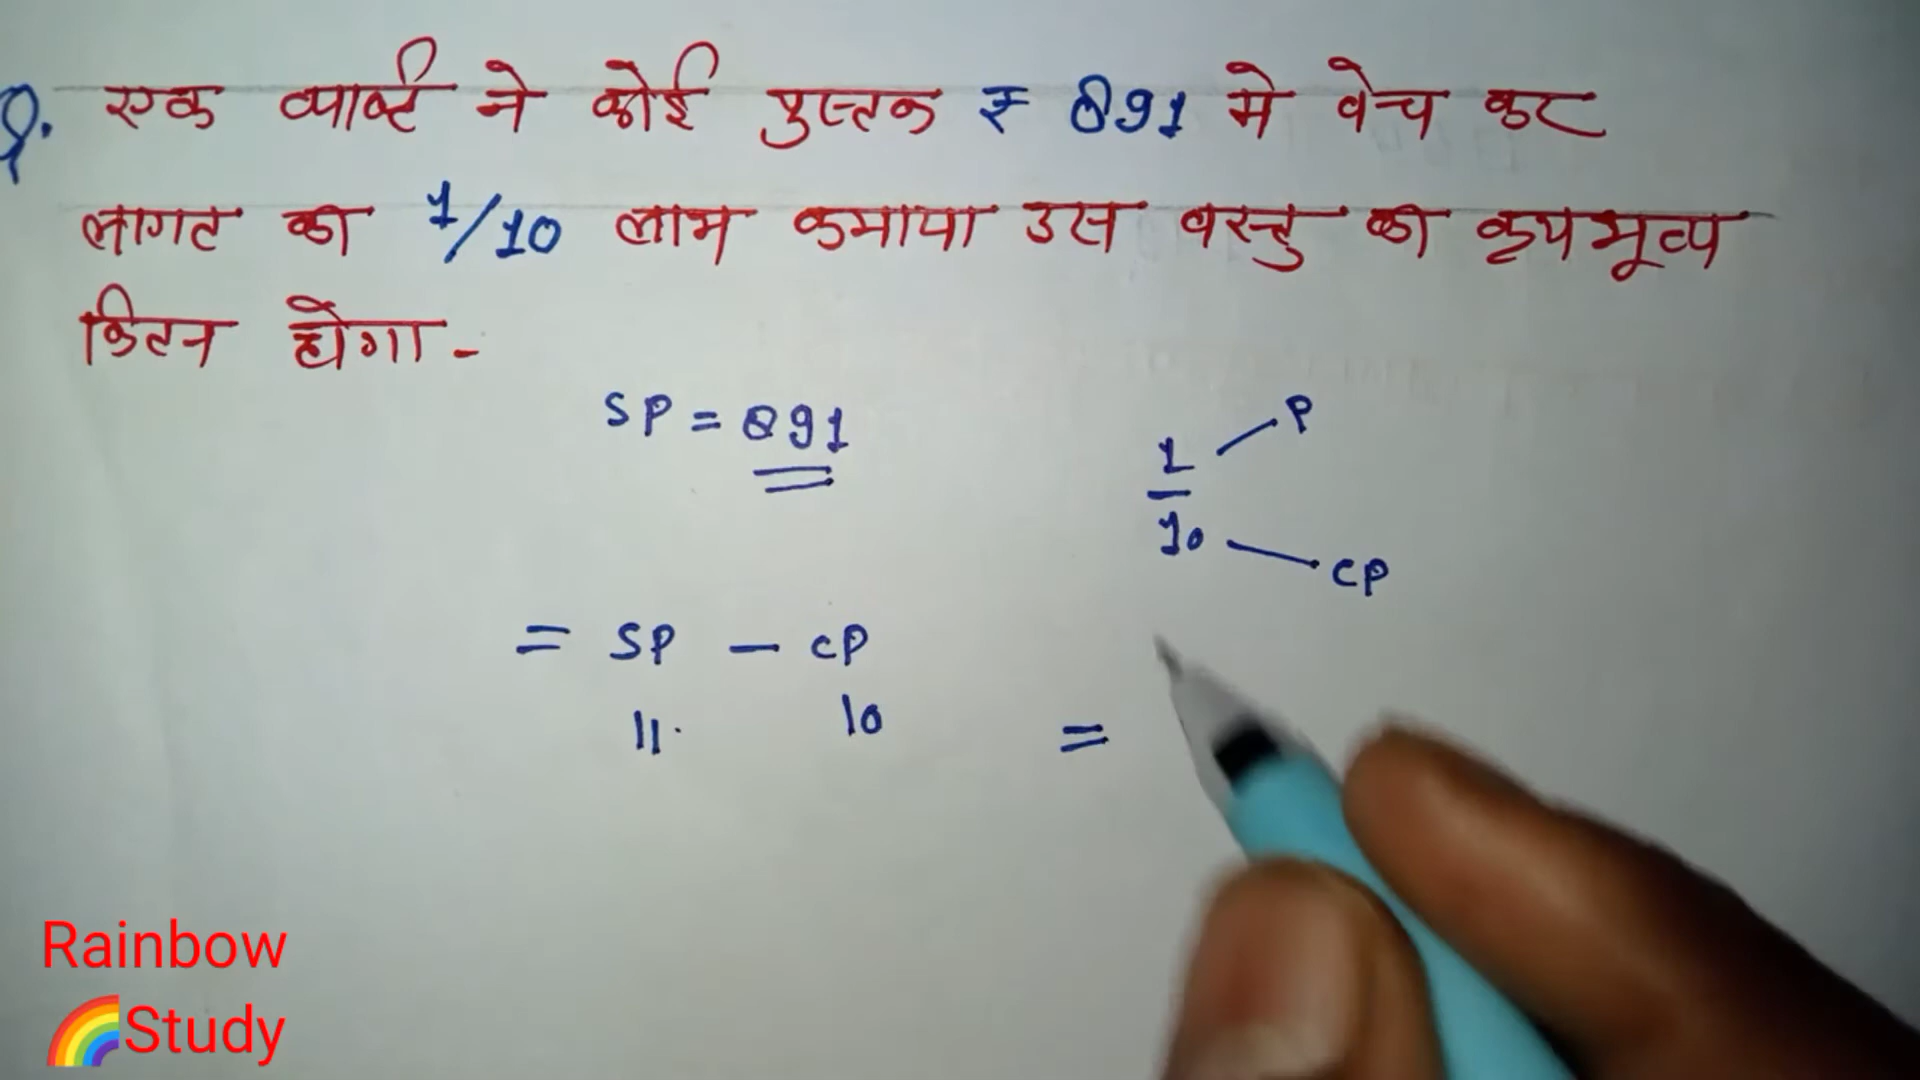 Q. एक व्यक्ति ने कोई पुस्तक ₹ 891 मे बेच कर
लागत का 1/10 लाभ कमाया उस वस्तु का क्रयमूल्य
कितन होगा -
SP = 891
1 P
10 CP
= SP - CP
11. 10 =
Rainbow
Study